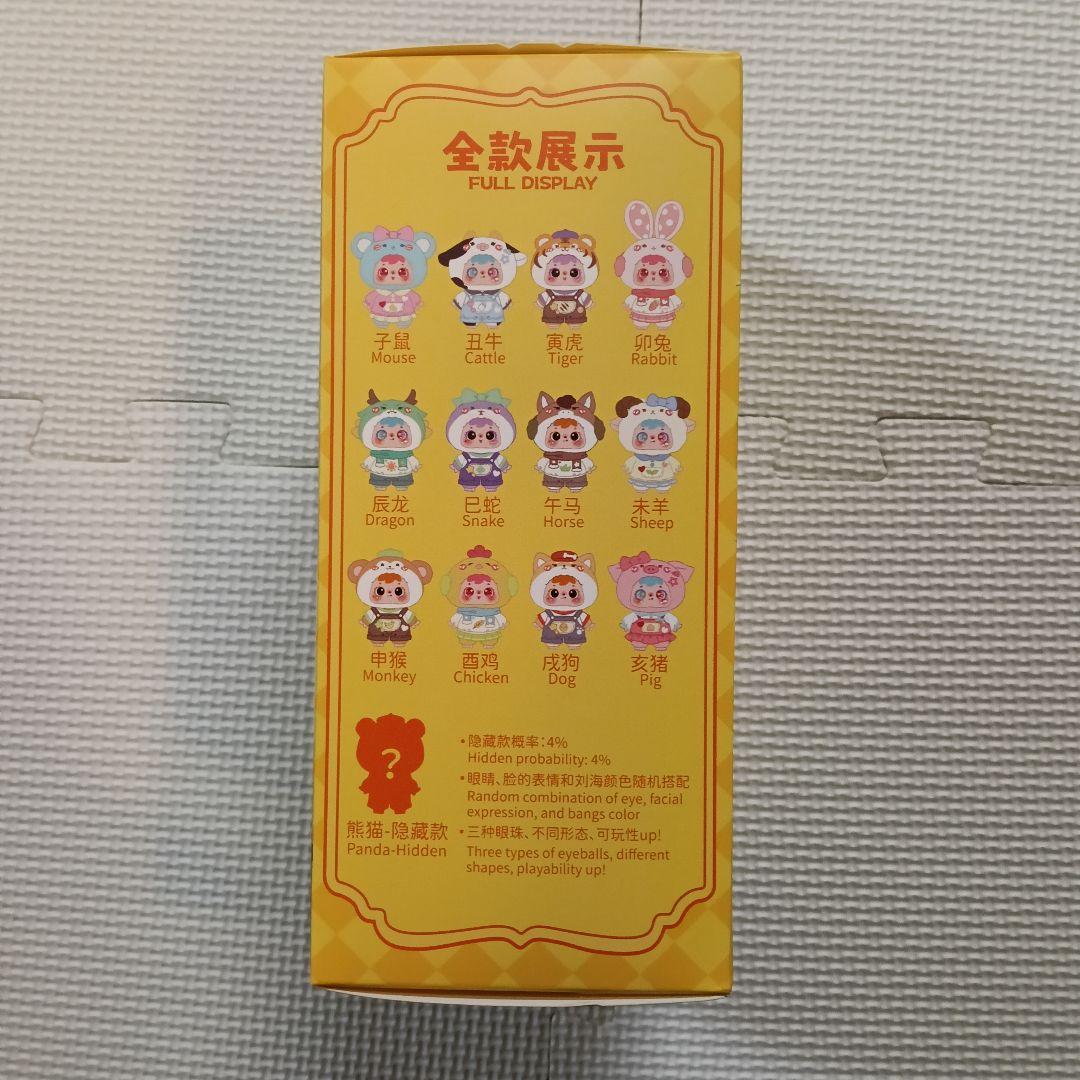 全款展示
FULL DISPLAY
子鼠 丑牛 寅虎 卯兔
Mouse Cattle Tiger Rabbit
辰龙 巳蛇 午马 未羊
Dragon Snake Horse Sheep
申猴 酉鸡 戌狗 亥猪
Monkey Chicken Dog Pig
?
熊猫-隐藏款
Panda-Hidden
•隐藏款概率:4%
Hidden probability: 4%
•眼睛、脸的表情和刘海颜色随机搭配
Random combination of eye, facial
expression, and bangs color
•三种眼珠、不同形态、可玩性up!
Three types of eyeballs, different
shapes, playability up!